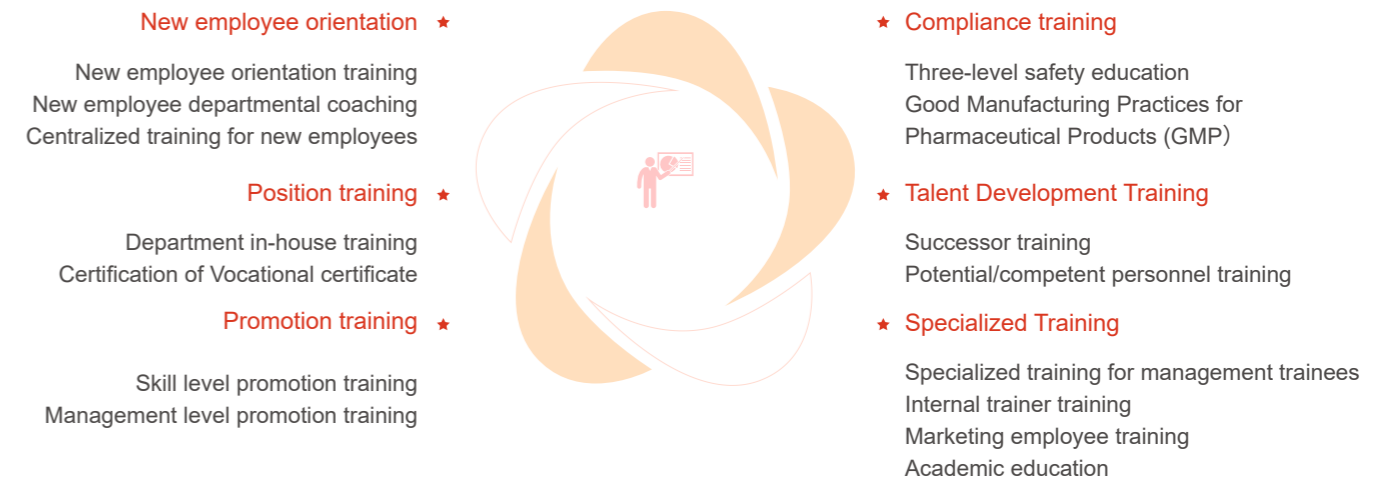 New employee orientation
New employee orientation training
New employee departmental coaching
Centralized training for new employees
Position training
Department in-house training
Certification of Vocational certificate
Promotion training
Skill level promotion training
Management level promotion training
Compliance training
Three-level safety education
Good Manufacturing Practices for
Pharmaceutical Products (GMP）
Talent Development Training
Successor training
Potential/competent personnel training
Specialized Training
Specialized training for management trainees
Internal trainer training
Marketing employee training
Academic education